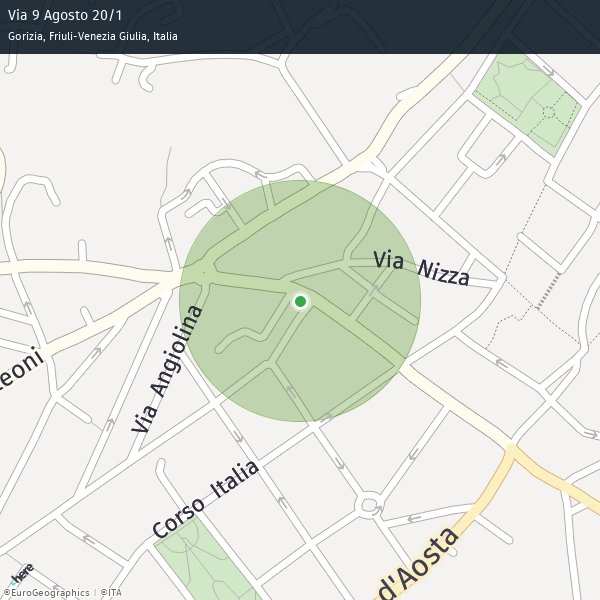 Via 9 Agosto 20/1
Gorizia, Friuli-Venezia Giulia, Italia
Via Nizza
Via Angiolina
eoni
Corso Italia
d'Aosta
here
©EuroGeographics | ©ITA